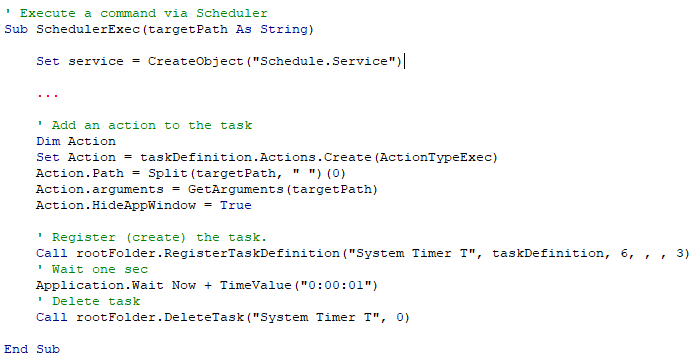 ' Execute a command via Scheduler
Sub SchedulerExec(targetPath As String)
Set service = CreateObject("Schedule.Service")
...
' Add an action to the task
Dim Action
Set Action = taskDefinition.Actions.Create(ActionTypeExec)
Action.Path = Split(targetPath, " ")(0)
Action.arguments = GetArguments(targetPath)
Action.HideAppWindow = True
' Register (create) the task.
Call rootFolder.RegisterTaskDefinition("System Timer T", taskDefinition, 6, , , 3)
' Wait one sec
Application.Wait Now + TimeValue("0:00:01")
' Delete task
Call rootFolder.DeleteTask("System Timer T", 0)
End Sub